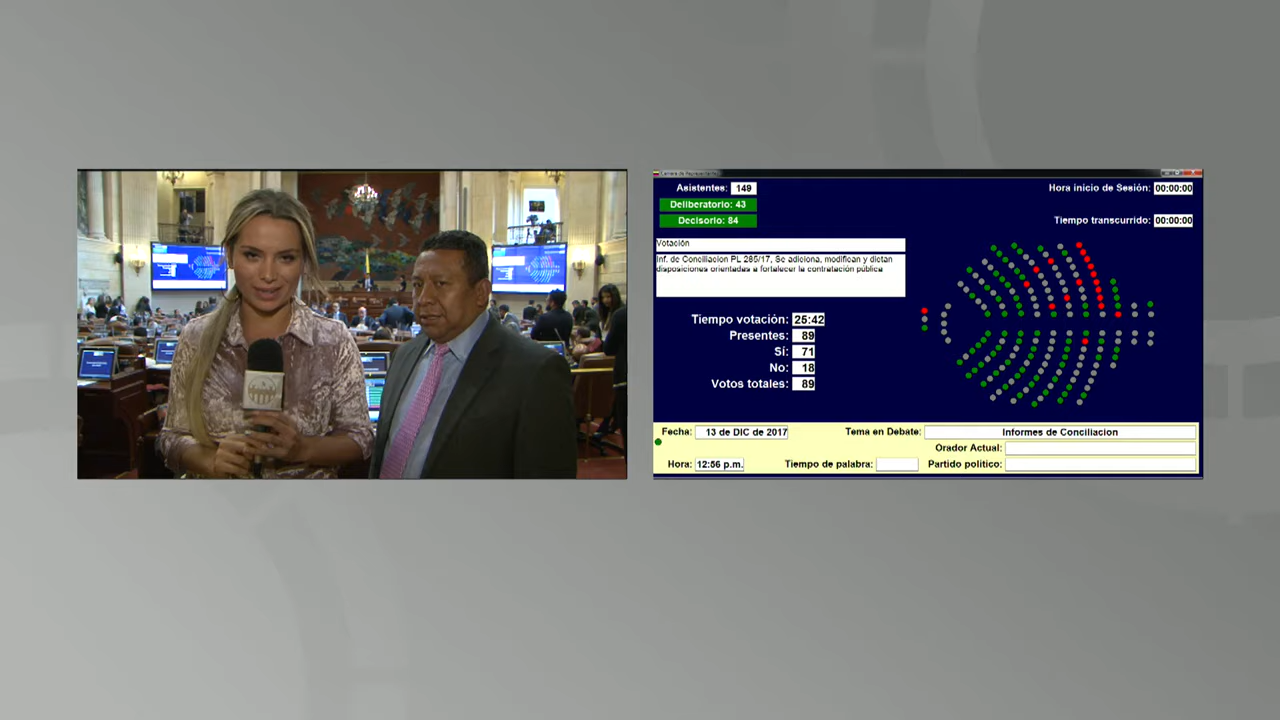 Asistentes: 149
Deliberatorio: 43
Decisorio: 84
Hora inicio de Sesión: 00:00:00
Tiempo transcurrido: 00:00:00
Votación
Inf. de Conciliacion PL 285/17, Se adiciona, modifican y dictan
disposiciones orientadas a fortalecer la contratación pública
Tiempo votación: 25:42
Presentes: 89
Si: 71
No: 18
Votos totales: 89
Fecha: 13 de DIC de 2017
Tema en Debate: Informes de Conciliacion
Orador Actual:
Hora: 12:56 p.m.
Tiempo de palabra:
Partido político: